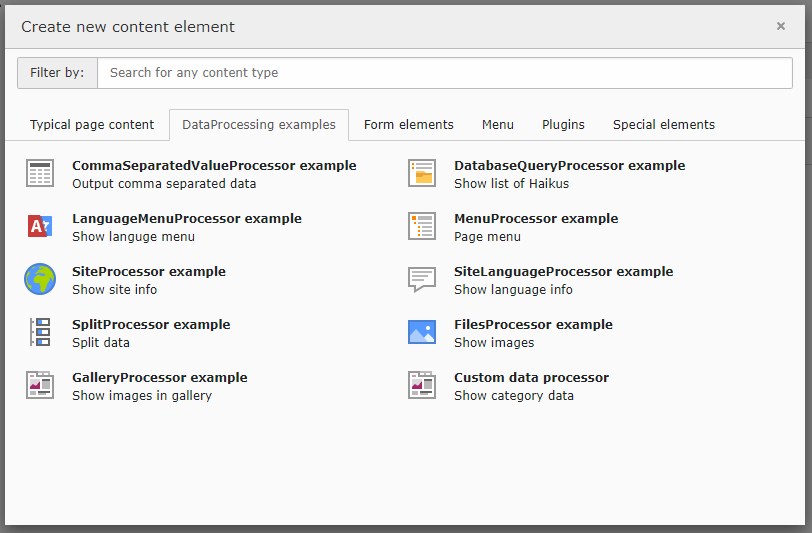 Create new content element
×
Filter by: Search for any content type
Typical page content DataProcessing examples Form elements Menu Plugins Special elements
CommaSeparatedValueProcessor example
Output comma separated data
DatabaseQueryProcessor example
Show list of Haikus
LanguageMenuProcessor example
Show languge menu
MenuProcessor example
Page menu
SiteProcessor example
Show site info
SiteLanguageProcessor example
Show language info
SplitProcessor example
Split data
FilesProcessor example
Show images
GalleryProcessor example
Show images in gallery
Custom data processor
Show category data